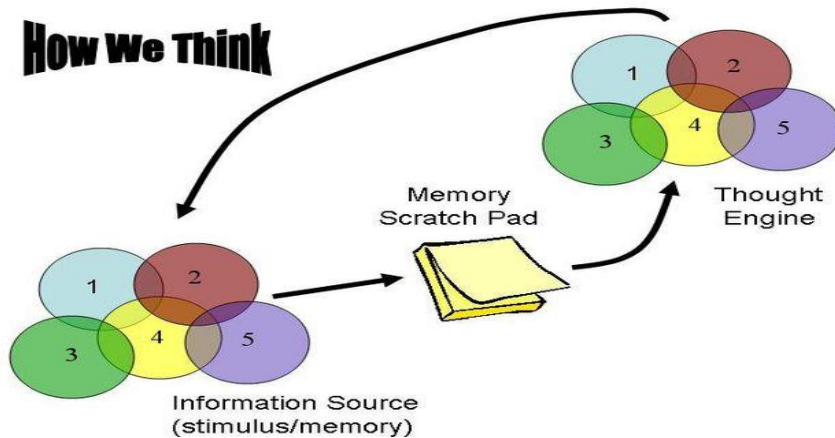 How We Think
1
2
3
4
5
Thought
Engine
Memory
Scratch Pad
1
2
3
4
5
Information Source
(stimulus/memory)